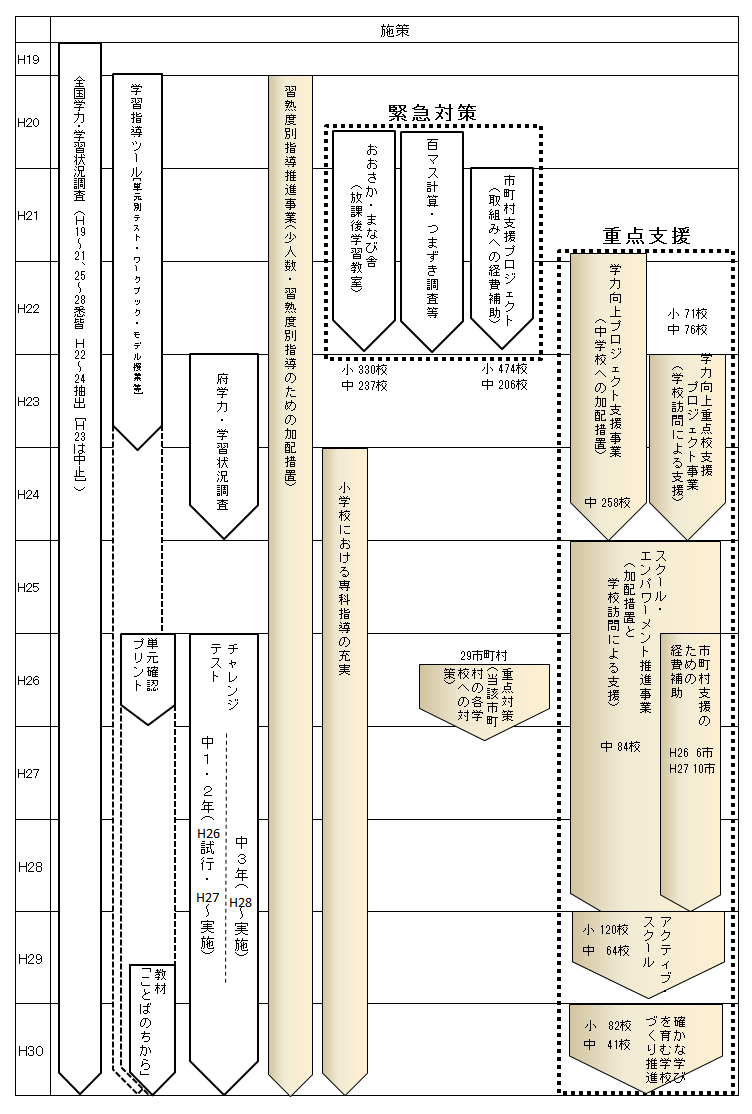 施策
H19
H20
H21
H22
H23
H24
H25
H26
H27
H28
H29
H30
全国学力・学習状況調査（H19～21、25～28悉皆 H22～24抽出［H23は中止］）
学習指導ツール［単元別テスト・ワークブック・モデル授業等］
府学力・学習状況調査
単元確認
プリント
教材
「ことばのちから」
チャレンジ
テスト
中１・２年（H26試行・H27～実施）
中３年（H28～実施）
習熟度別指導推進事業（少人数・習熟度別指導のための加配措置）
小学校における専科指導の充実
緊急対策
おおさか・まなび舎
（放課後学習教室）
百マス計算・つまずき調査等
市町村支援プロジェクト
（取組みへの経費補助）
小 330校
中 237校
小 474校
中 206校
29市町村
重点対策
（当該市町
村の各学
校への対
策）
重点支援
学力向上プロジェクト支援事業
（中学校への加配措置）
中 258校
小 71校
中 76校
学力向上重点校支援
プロジェクト事業
（学校訪問による支援）
スクール・
エンパワーメント推進事業
（加配措置と
学校訪問による支援）
中 84校
市町村支援の
ための
経費補助
H26 6市
H27 10市
アクティブ・
スクール
小 120校
中 64校
確かな学び
を育む学校
づくり推進
小 82校
中 41校